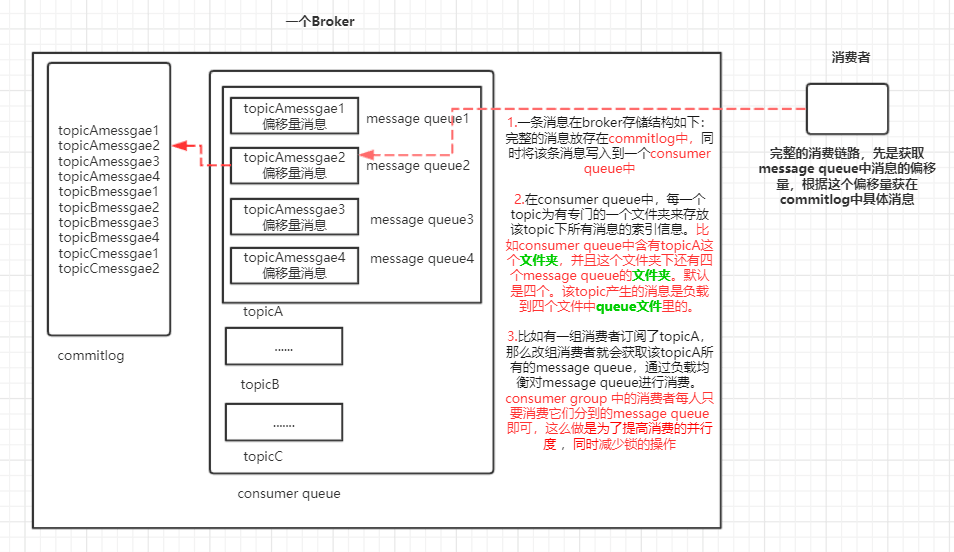 一个Broker
topicAmessgae1
topicAmessgae2
topicAmessgae3
topicAmessgae4
topicBmessgae1
topicBmessgae2
topicBmessgae3
topicBmessgae4
topicCmessgae1
topicCmessgae2
commitlog
topicAmessgae1
偏移量消息
message queue1
topicAmessgae2
偏移量消息
message queue2
topicAmessgae3
偏移量消息
message queue3
topicAmessgae4
偏移量消息
message queue4
topicA
......
topicB
.......
topicC
consumer queue
1.一条消息在broker存储结构如下：
完整的消息放存在commitlog中，同
时将该条消息写入到一个consumer
queue中
2.在consumer queue中，每一个
topic为有专门的一个文件夹来存放
该topic下所有消息的索引信息。比
如consumer queue中含有topicA这
个文件夹，并且这个文件夹下还有四
个message queue的文件夹。默认
是四个。该topic产生的消息是负载
到四个文件中queue文件里的。
3.比如有一组消费者订阅了topicA，
那么改组消费者就会获取该topicA所
有的message queue，通过负载均
衡对message queue进行消费。
consumer group 中的消费者每人只
要消费它们分到的message queue
即可，这么做是为了提高消费的并行
度 ，同时减少锁的操作
消费者
完整的消费链路，先是获取
message queue中消息的偏移
量，根据这个偏移量获在
commitlog中具体消息